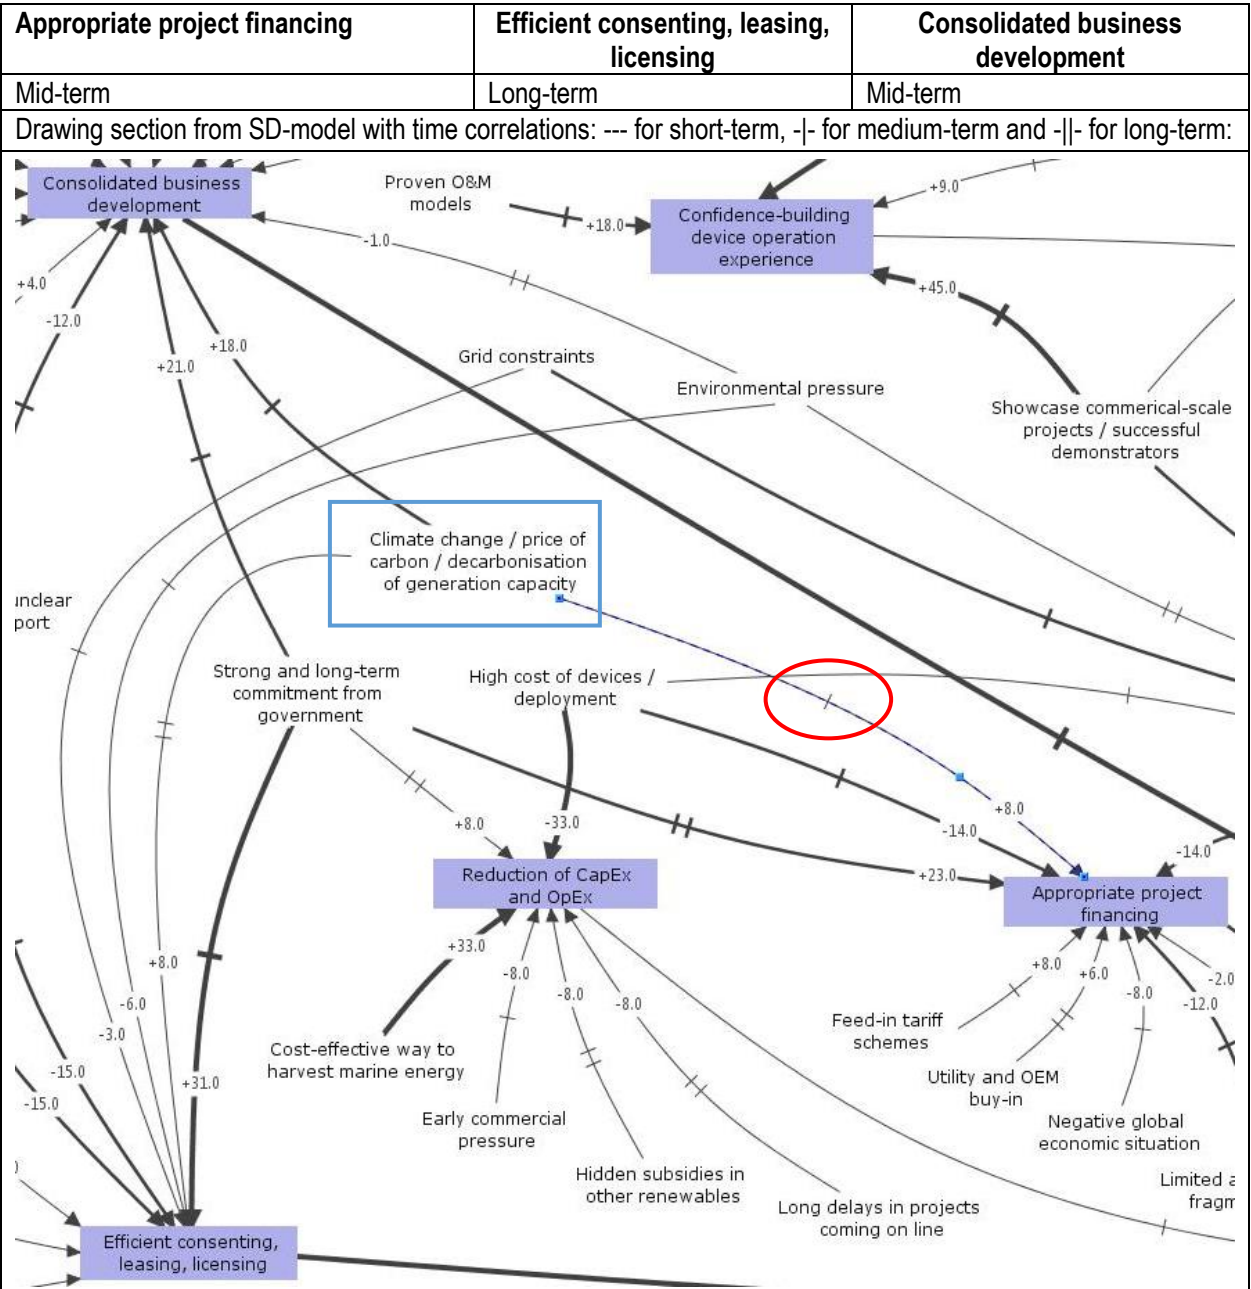 Appropriate project financing
Efficient consenting, leasing,
licensing
Consolidated business
development
Mid-term
Long-term
Mid-term
Drawing section from SD-model with time correlations: --- for short-term, -|- for medium-term and -||- for long-term:
Consolidated business
development
Proven O&M
models
+18.0
Confidence-building
device operation
experience
+9.0
-1.0
+4.0
-12.0
+18.0
+21.0
+45.0
Grid constraints
Environmental pressure
Showcase commerical-scale
projects / successful
demonstrators
Climate change / price of
carbon / decarbonisation
of generation capacity
unclear
port
Strong and long-term
commitment from
government
High cost of devices /
deployment
+8.0
-33.0
+8.0
-14.0
-14.0
+23.0
Reduction of CapEx
and OpEx
Appropriate project
financing
+33.0
-8.0
-8.0
-8.0
+8.0
+6.0
-8.0
-12.0
-2.0
+8.0
-6.0
-3.0
-15.0
-15.0
+31.0
Feed-in tariff
schemes
Cost-effective way to
harvest marine energy
Utility and OEM
buy-in
Early commercial
pressure
Negative global
economic situation
Hidden subsidies in
other renewables
Long delays in projects
coming on line
Limited a
fragm
Efficient consenting,
leasing, licensing